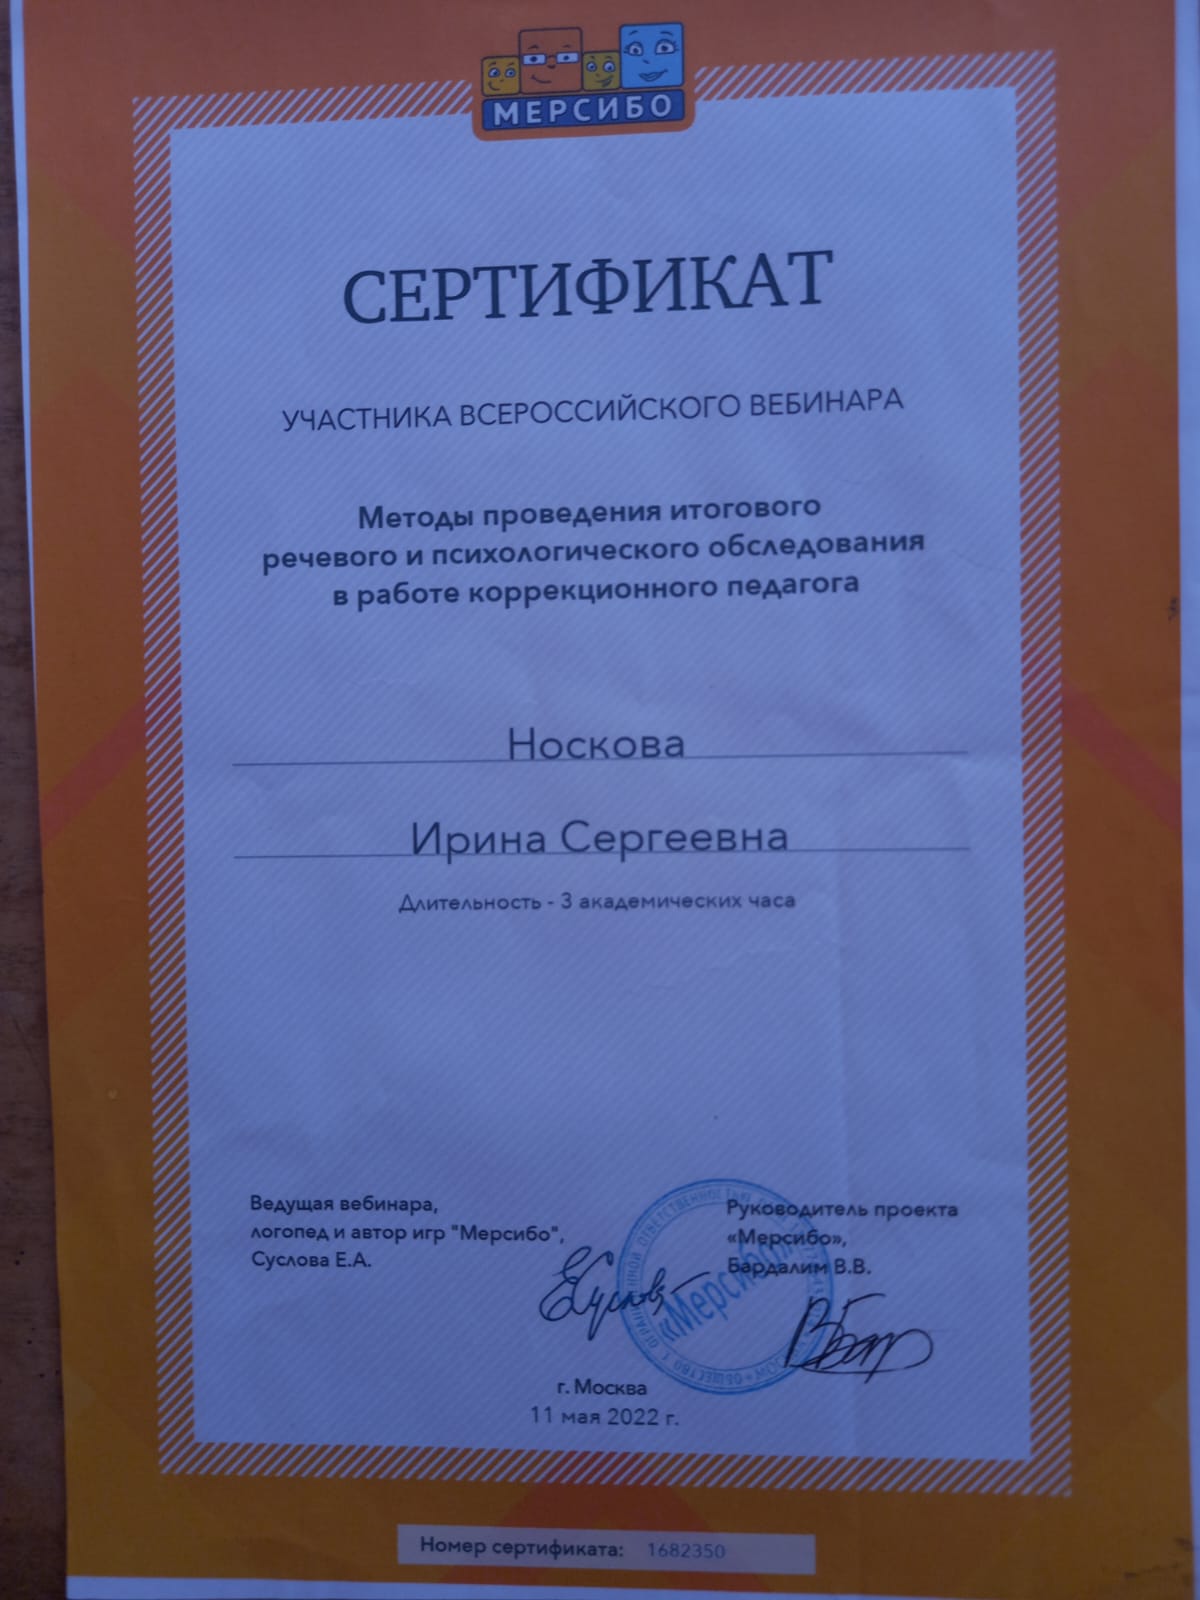 МЕРСИБО
СЕРТИФИКАТ
УЧАСТНИКА ВСЕРОССИЙСКОГО ВЕБИНАРА
Методы проведения итогового
речевого и психологического обследования
в работе коррекционного педагога
Носкова
Ирина Сергеевна
Длительность - 3 академических часа
Ведущая вебинара,
логопед и автор игр "Мерсибо",
Суслова Е.А.
Руководитель проекта
«Мерсибо»,
Бардалим В.В.
«Мерсибо»
г. Москва
11 мая 2022 г.
Номер сертификата: 1682350